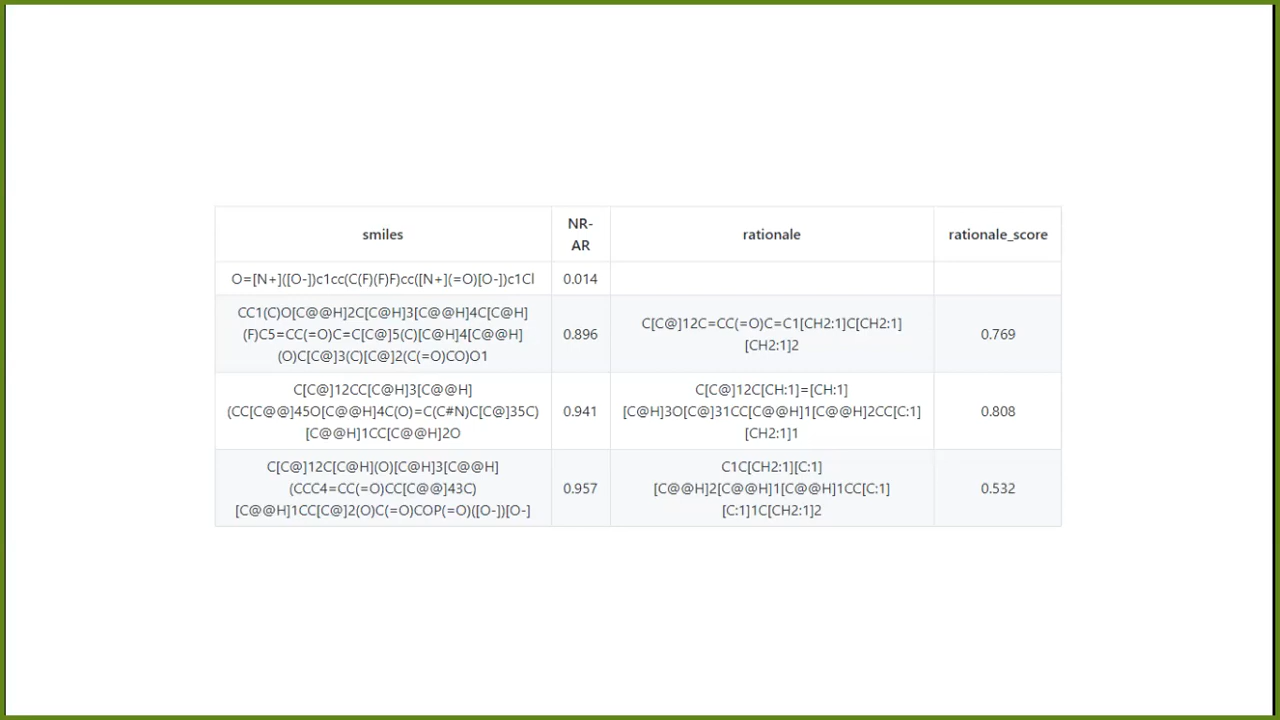 smiles
NR-
AR
rationale
rationale_score
O=[N+]([O-])c1cc(C(F)(F)F)cc([N+](=O)[O-])c1Cl
0.014
CC1(C)O[C@@H]2C[C@H]3[C@@H]4C[C@H]
(F)C5=CC(=O)C=C[C@]5(C)[C@H]4[C@@H]
(O)C[C@]3(C)[C@]2(C(=O)CO)O1
0.896
C[C@]12C=CC(=O)C=C1[CH2:1]C[CH2:1]
[CH2:1]2
0.769
C[C@]12CC[C@H]3[C@@H]
(CC[C@@]45O[C@@H]4C(O)=C(C#N)C[C@]35C)
[C@@H]1CC[C@@H]2O
0.941
C[C@]12C[CH:1]=[CH:1]
[C@H]3O[C@]31CC[C@@H]1[C@@H]2CC[C:1]
[CH2:1]1
0.808
C[C@]12C[C@H](O)[C@H]3[C@@H]
(CCC4=CC(=O)CC[C@@]43C)
[C@@H]1CC[C@]2(O)C(=O)COP(=O)([O-])[O-]
0.957
C1C[CH2:1][C:1]
[C@@H]2[C@@H]1[C@@H]1CC[C:1]
[C:1]1C[CH2:1]2
0.532